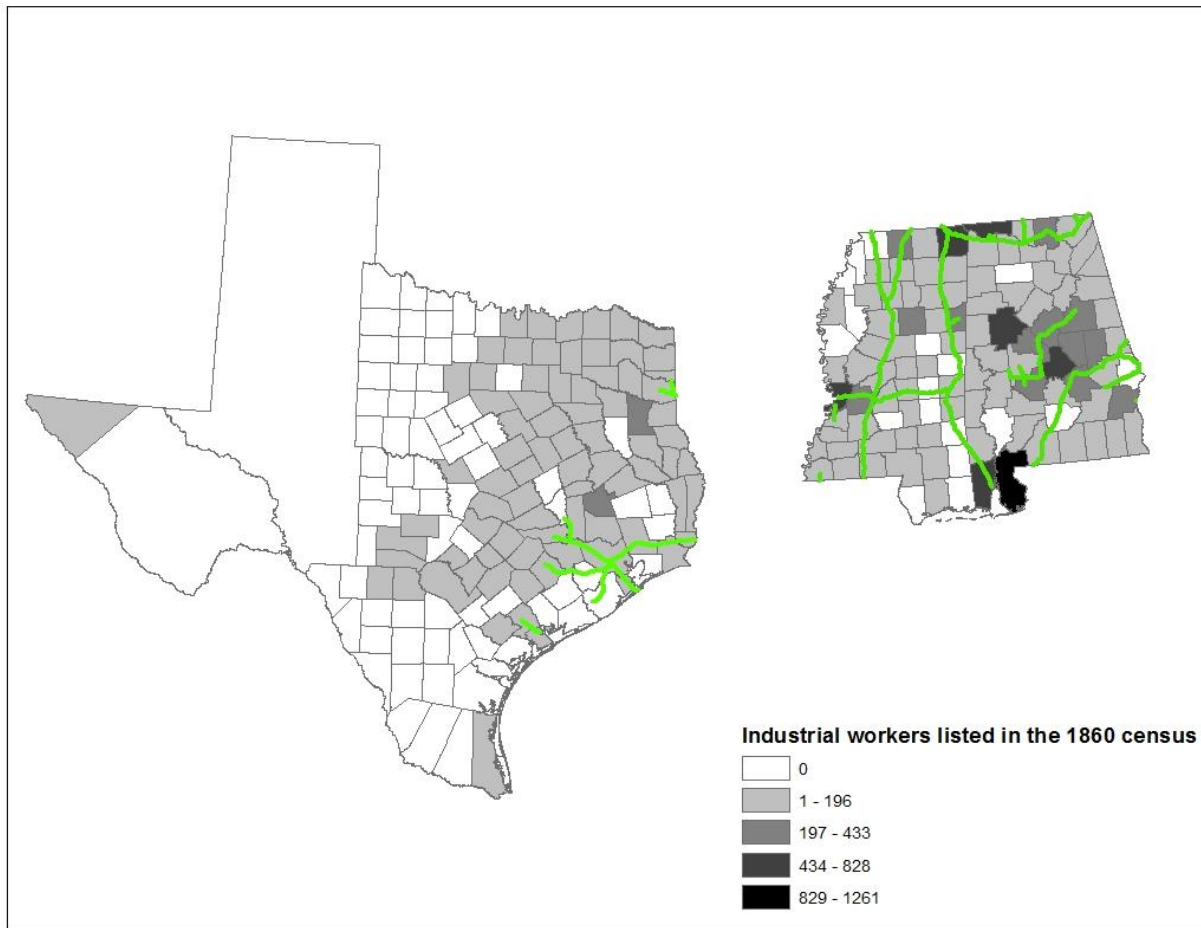 Industrial workers listed in the 1860 census
0
1 - 196
197 - 433
434 - 828
829 - 1261